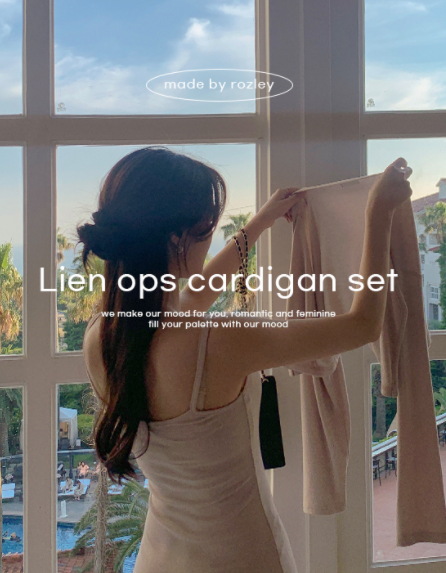 made by rozley
Lien ops cardigan set
we make our mood for you, romantic and feminine
fill your palette with our mood